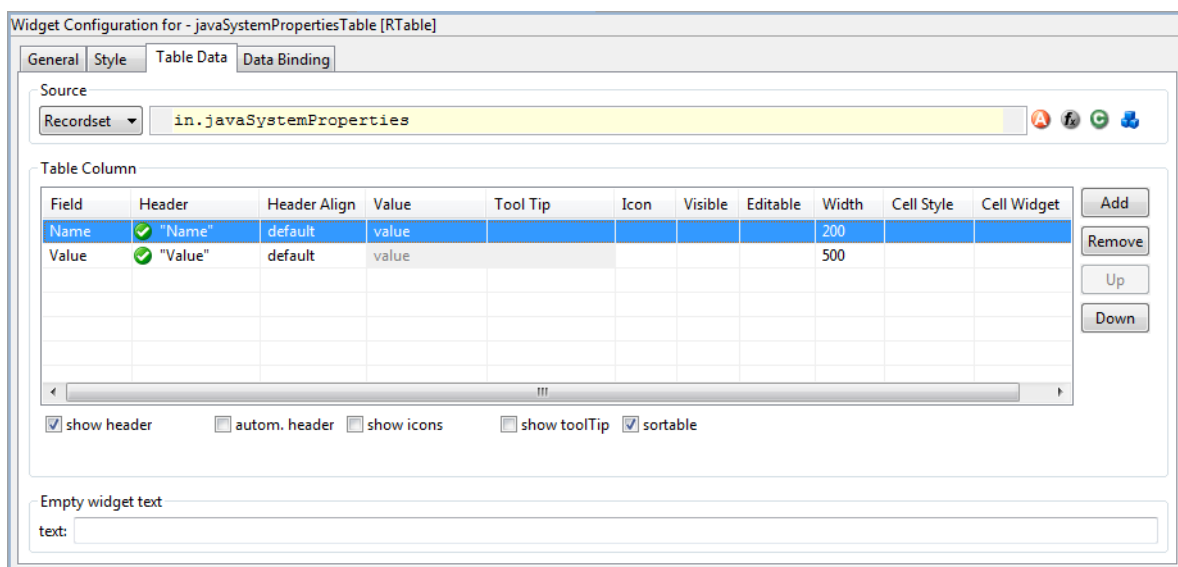 Widget Configuration for - javaSystemPropertiesTable [RTable]
General Style Table Data Data Binding
Source
Recordset in.javaSystemProperties A fx C
Table Column
Field Header Header Align Value Tool Tip Icon Visible Editable Width Cell Style Cell Widget Add
Name "Name" default value 200
Remove
Value "Value" default value 500
Up
Down
show header autom. header show icons show toolTip sortable
Empty widget text
text: